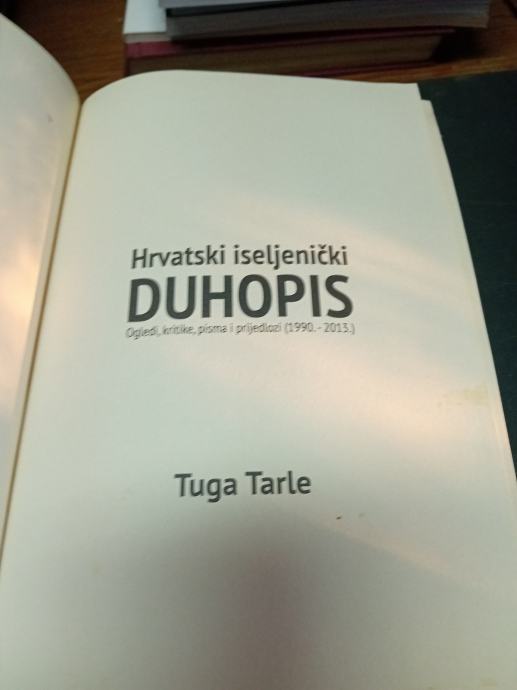 Hrvatski iseljenički
DUHOPIS
Ogledi, kritike, pisma i prijedlozi (1990. - 2013.)
Tuga Tarle